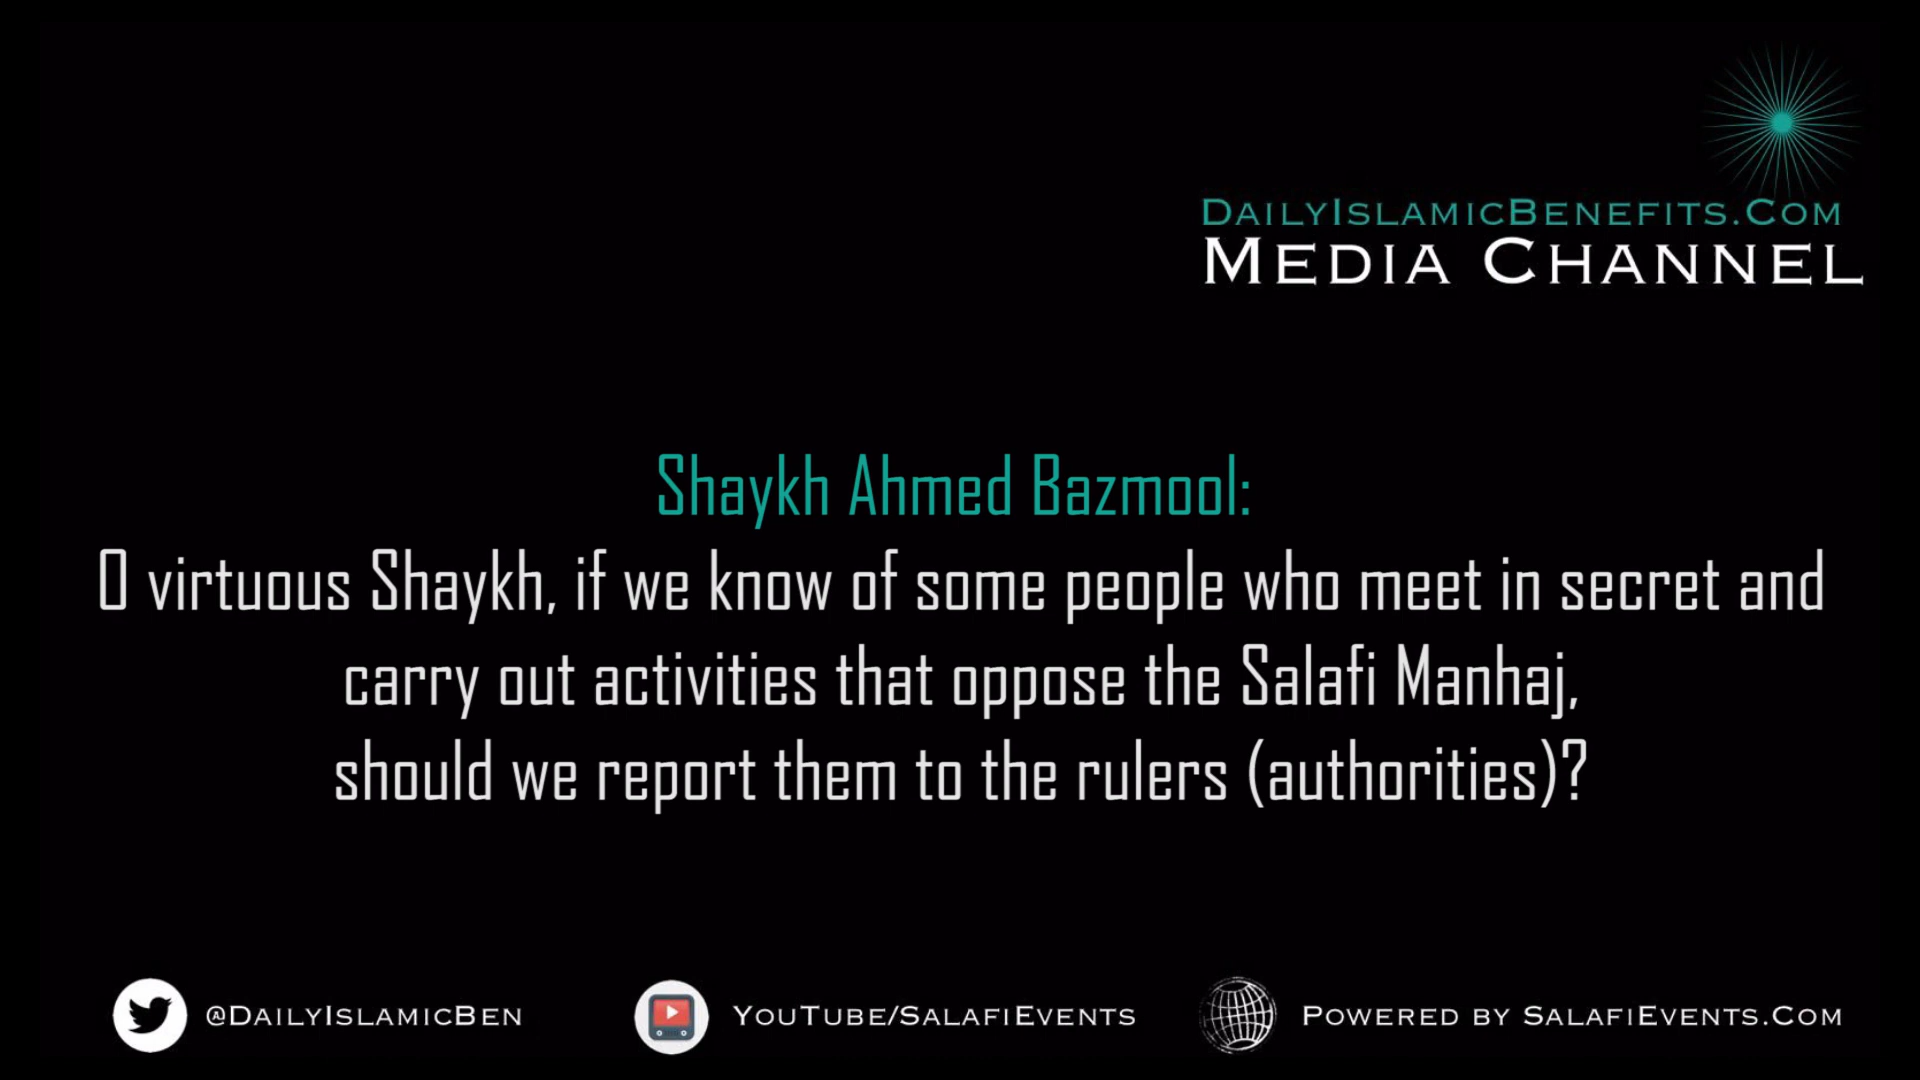 DailyIslamicBenefits.Com
Media Channel
Shaykh Ahmed Bazmool:
O virtuous Shaykh, if we know of some people who meet in secret and
carry out activities that oppose the Salafi Manhaj,
should we report them to the rulers (authorities)?
@DailyIslamicBen
YouTube/SalafiEvents
Powered by SalafiEvents.Com